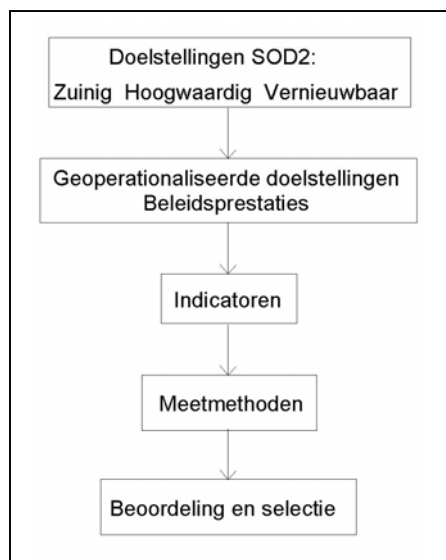 Doelstellingen SOD2:
Zuinig Hoogwaardig Vernieuwbaar
Geoperationaliseerde doelstellingen
Beleidsprestaties
Indicatoren
Meetmethoden
Beoordeling en selectie